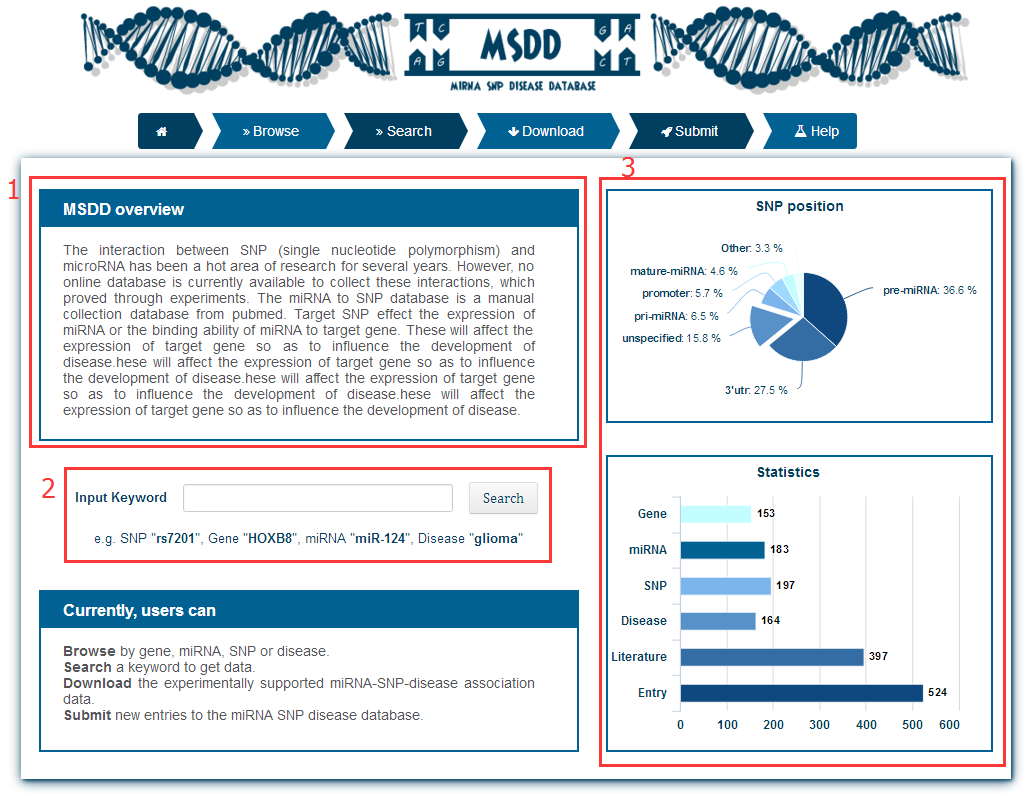 T C
A G
MSDD
G A
C T
MIRNA SNP DISEASE DATABASE
» Browse
» Search
Download
Submit
Help
1
MSDD overview
The interaction between SNP (single nucleotide polymorphism) and
microRNA has been a hot area of research for several years. However, no
online database is currently available to collect these interactions, which
proved through experiments. The miRNA to SNP database is a manual
collection database from pubmed. Target SNP effect the expression of
miRNA or the binding ability of miRNA to target gene. These will affect the
expression of target gene so as to influence the development of
disease.hese will affect the expression of target gene so as to influence
the development of disease.hese will affect the expression of target gene
so as to influence the development of disease.hese will affect the
expression of target gene so as to influence the development of disease.
2
Input Keyword
Search
e.g. SNP "rs7201", Gene "HOXB8", miRNA "miR-124", Disease "glioma"
Currently, users can
Browse by gene, miRNA, SNP or disease.
Search a keyword to get data.
Download the experimentally supported miRNA-SNP-disease association
data.
Submit new entries to the miRNA SNP disease database.
3
SNP position
Other: 3.3 %
mature-miRNA: 4.6 %
promoter: 5.7 %
pri-miRNA: 6.5 %
unspecified: 15.8 %
3'utr: 27.5 %
pre-miRNA: 36.6 %
Statistics
Gene 153
miRNA 183
SNP 197
Disease 164
Literature 397
Entry 524
0 100 200 300 400 500 600